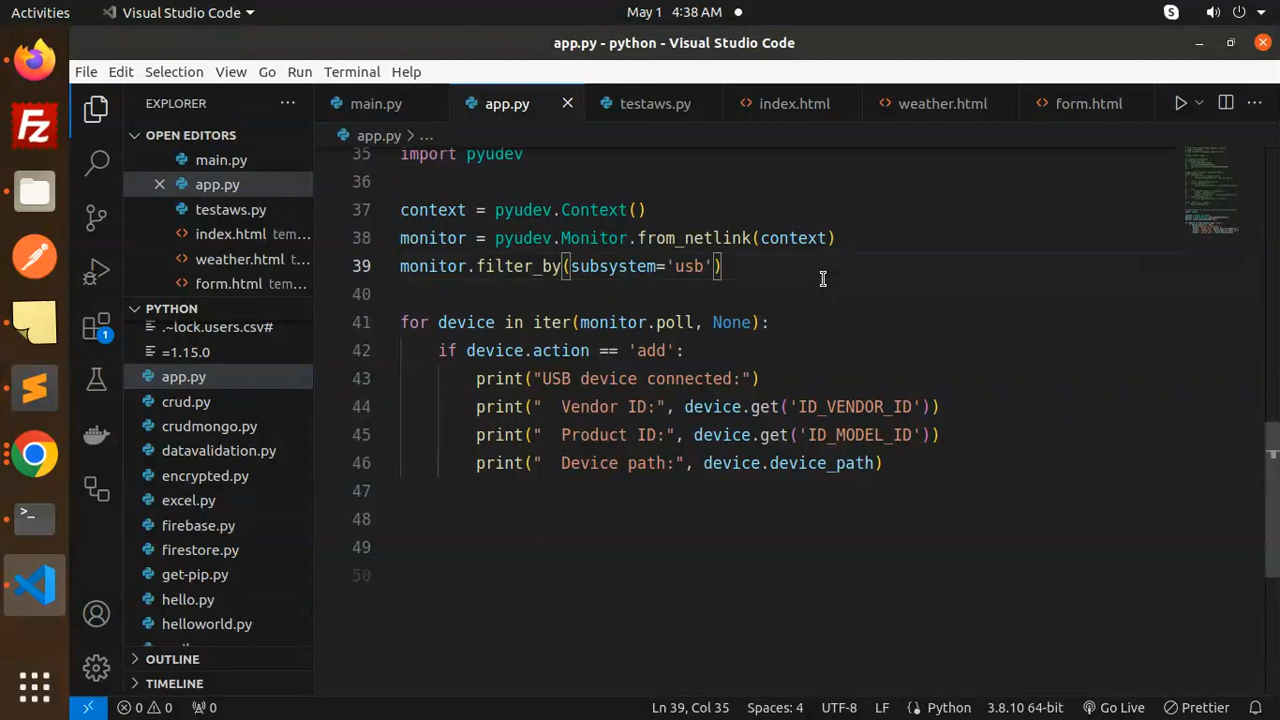 Activities
Visual Studio Code
May 1 4:38 AM
app.py - python - Visual Studio Code
File Edit Selection View Go Run Terminal Help
EXPLORER
main.py
app.py
testaws.py
index.html
weather.html
form.html
OPEN EDITORS
main.py
app.py
testaws.py
index.html tem...
weather.html tem...
form.html tem...
PYTHON
.~lock.users.csv#
=1.15.0
app.py
crud.py
crudmongo.py
datavalidation.py
encrypted.py
excel.py
firebase.py
firestore.py
get-pip.py
hello.py
helloworld.py
OUTLINE
TIMELINE
1
app.py > ...
35 import pyudev
36
37 context = pyudev.Context()
38 monitor = pyudev.Monitor.from_netlink(context)
39 monitor.filter_by(subsystem='usb')
40
41 for device in iter(monitor.poll, None):
42 if device.action == 'add':
43 print("USB device connected:")
44 print("  Vendor ID:", device.get('ID_VENDOR_ID'))
45 print("  Product ID:", device.get('ID_MODEL_ID'))
46 print("  Device path:", device.device_path)
47
48
49
50
0 0 0 Ln 39, Col 35 Spaces: 4 UTF-8 LF Python 3.8.10 64-bit Go Live Prettier